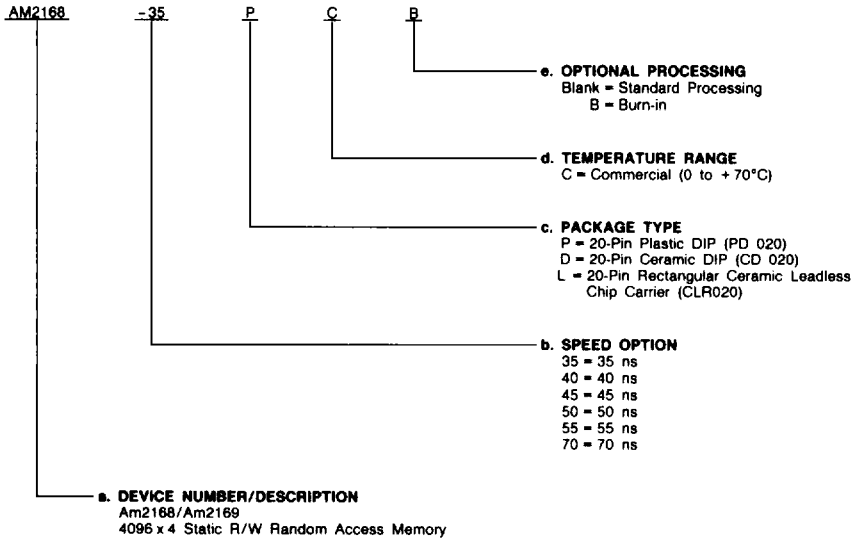 AM2168 -35 P C B
e. OPTIONAL PROCESSING
Blank = Standard Processing
B = Burn-in
d. TEMPERATURE RANGE
C = Commercial (0 to +70°C)
c. PACKAGE TYPE
P = 20-Pin Plastic DIP (PD 020)
D = 20-Pin Ceramic DIP (CD 020)
L = 20-Pin Rectangular Ceramic Leadless
Chip Carrier (CLR020)
b. SPEED OPTION
35 = 35 ns
40 = 40 ns
45 = 45 ns
50 = 50 ns
55 = 55 ns
70 = 70 ns
a. DEVICE NUMBER/DESCRIPTION
Am2168/Am2169
4096 x 4 Static R/W Random Access Memory